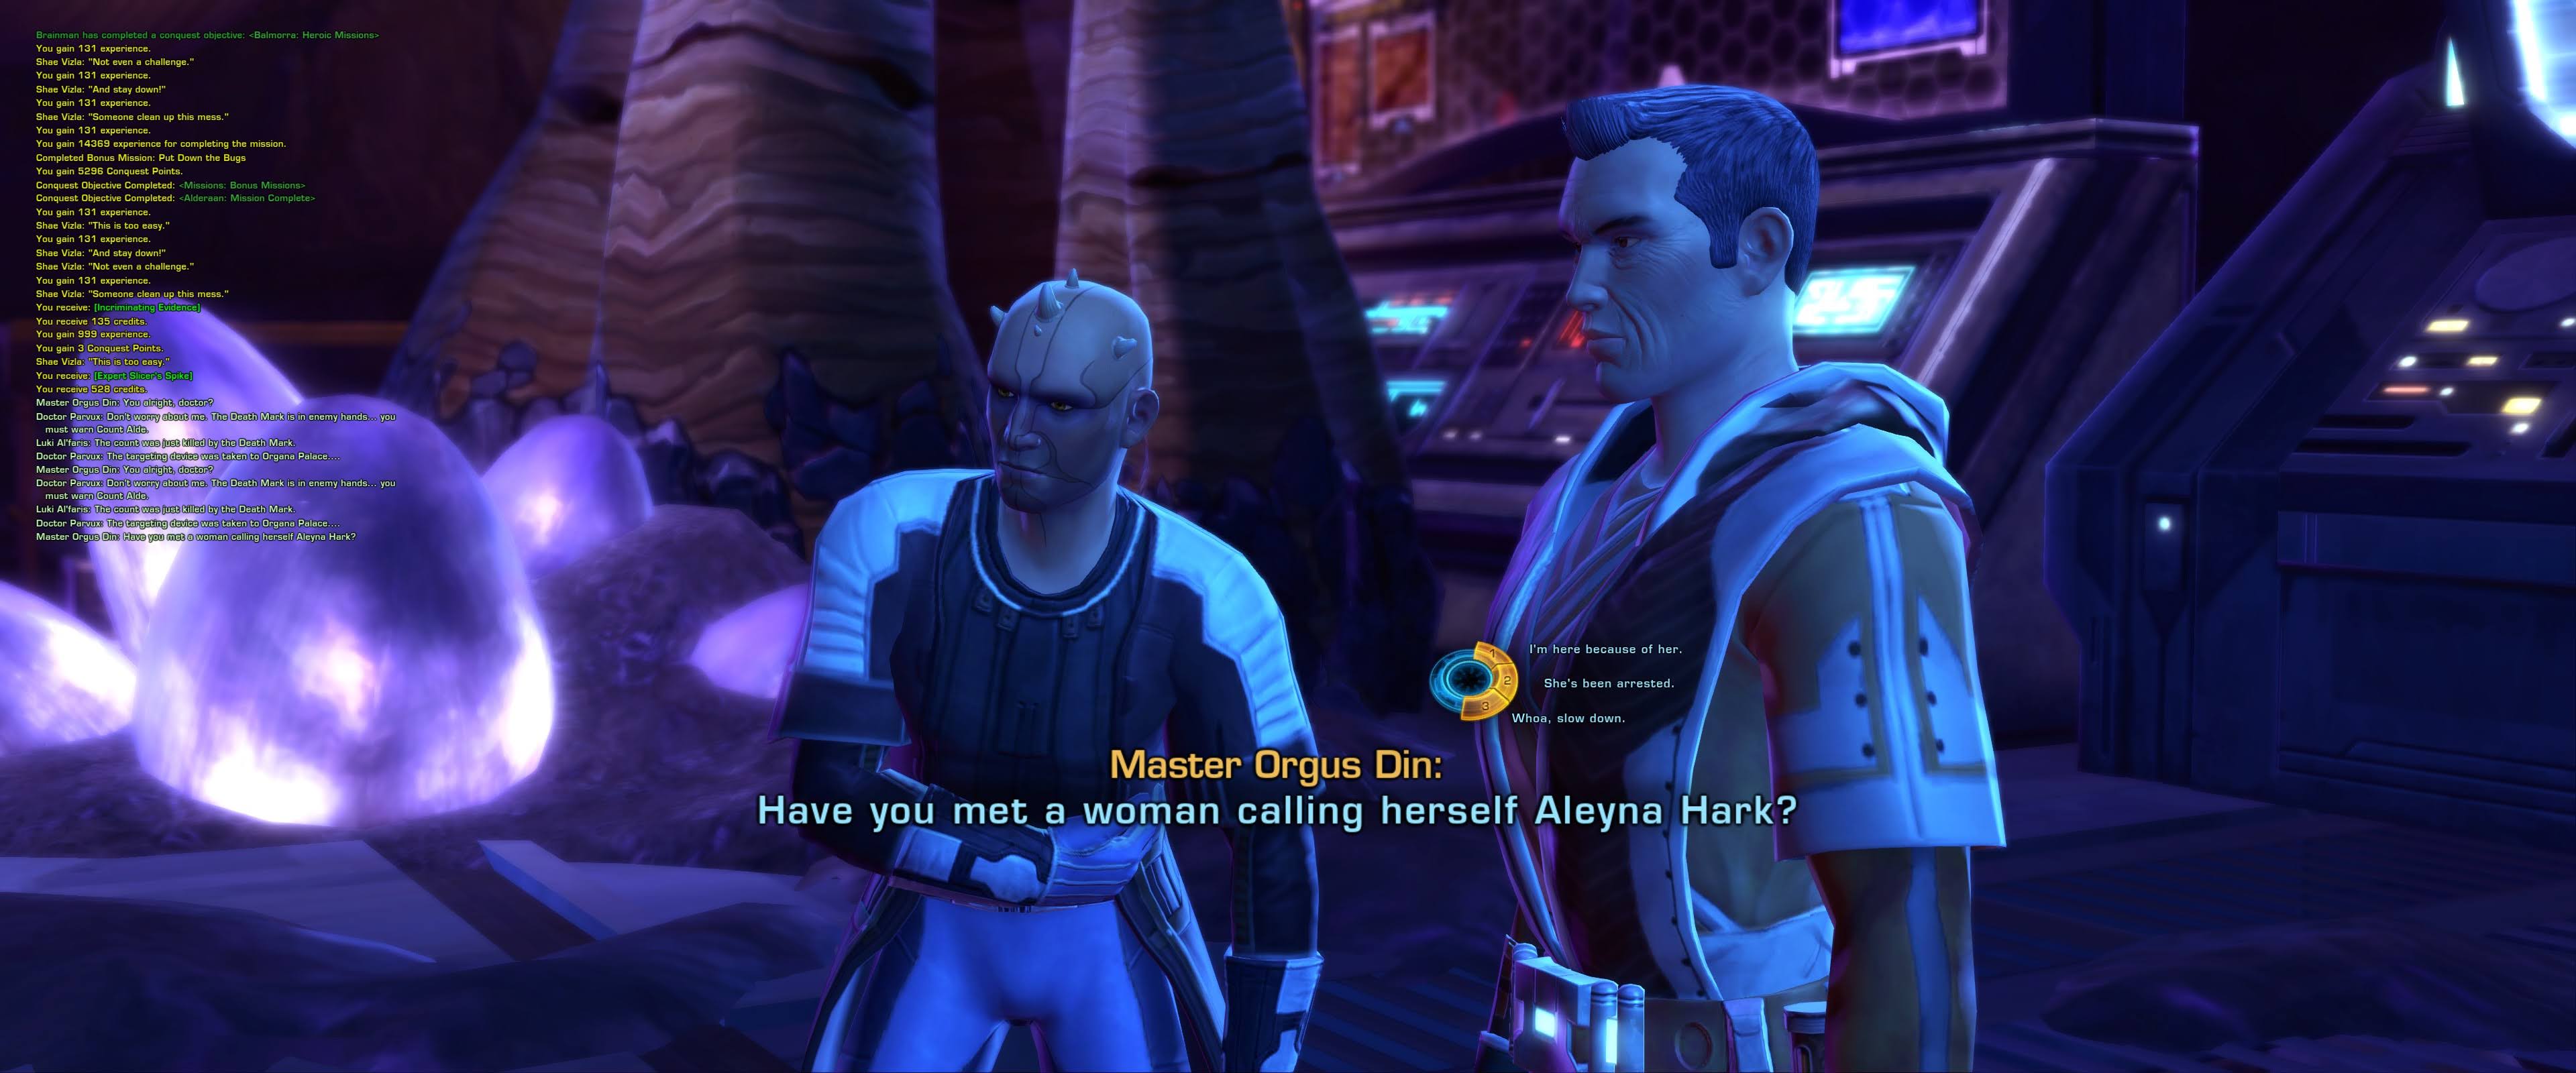 Brainman has completed a conquest objective: <Balmorra: Heroic Missions>
You gain 131 experience.
Shae Vizla: "Not even a challenge."
You gain 131 experience.
Shae Vizla: "And stay down!"
You gain 131 experience.
Shae Vizla: "Someone clean up this mess."
You gain 131 experience.
You gain 14369 experience for completing the mission.
Completed Bonus Mission: Put Down the Bugs
You gain 5296 Conquest Points.
Conquest Objective Completed: <Missions: Bonus Missions>
Conquest Objective Completed: <Alderaan: Mission Complete>
You gain 131 experience.
Shae Vizla: "This is too easy."
You gain 131 experience.
Shae Vizla: "And stay down!"
Shae Vizla: "Not even a challenge."
You gain 131 experience.
Shae Vizla: "Someone clean up this mess."
You receive: [Incriminating Evidence]
You receive 135 credits.
You gain 999 experience.
You gain 3 Conquest Points.
Shae Vizla: "This is too easy."
You receive: [Expert Slicer's Spike]
You receive 528 credits.
Master Orgus Din: You alright, doctor?
Doctor Parvux: Don't worry about me. The Death Mark is in enemy hands... you
must warn Count Alde.
Luki Al'faris: The count was just killed by the Death Mark.
Doctor Parvux: The targeting device was taken to Organa Palace....
Master Orgus Din: You alright, doctor?
Doctor Parvux: Don't worry about me. The Death Mark is in enemy hands... you
must warn Count Alde.
Luki Al'faris: The count was just killed by the Death Mark.
Doctor Parvux: The targeting device was taken to Organa Palace....
Master Orgus Din: Have you met a woman calling herself Aleyna Hark?
1 I'm here because of her.
2 She's been arrested.
3 Whoa, slow down.
Master Orgus Din:
Have you met a woman calling herself Aleyna Hark?